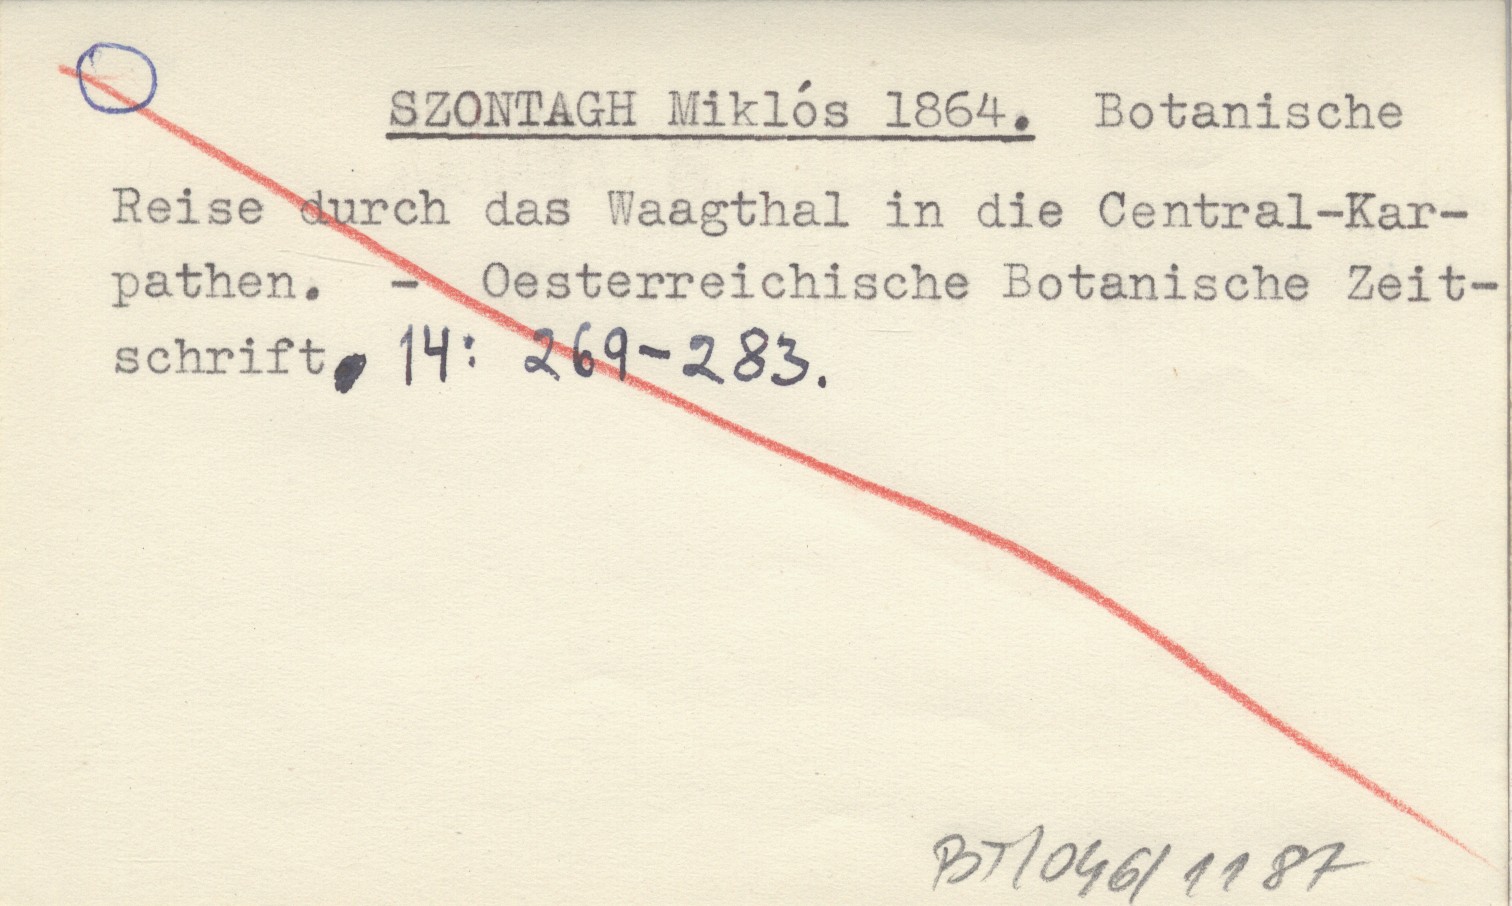 SZONTAGH Miklós 1864. Botanische
Reise durch das Waagthal in die Central-Kar-
pathen. - Oesterreichische Botanische Zeit-
schrift, 14: 269-283.
BT/046/1187